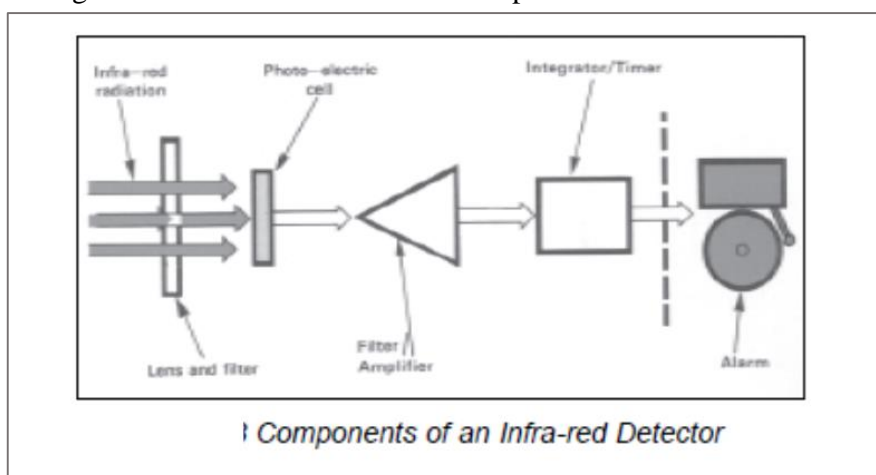 Infra-red
radiation
Photo-electric
cell
Integrator/Timer
Lens and filter
Filter /
Amplifier
Alarm
Components of an Infra-red Detector